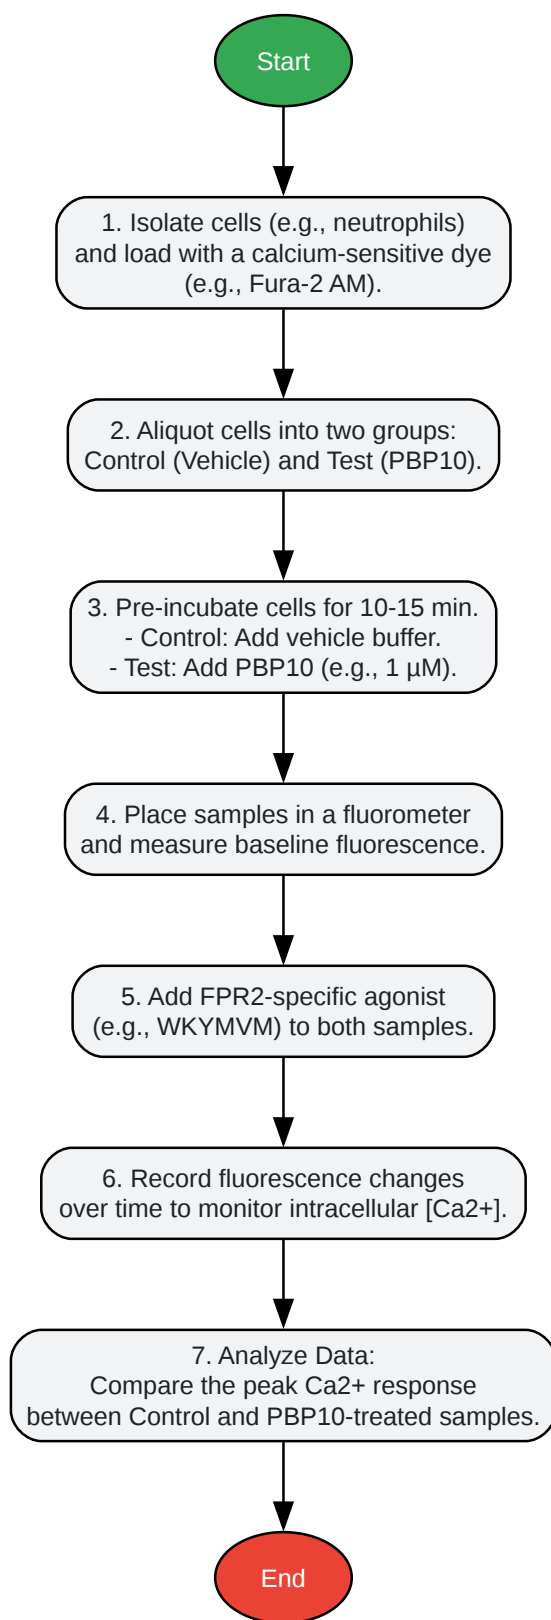 Start
1. Isolate cells (e.g., neutrophils)
and load with a calcium-sensitive dye
(e.g., Fura-2 AM).
2. Aliquot cells into two groups:
Control (Vehicle) and Test (PBP10).
3. Pre-incubate cells for 10-15 min.
- Control: Add vehicle buffer.
- Test: Add PBP10 (e.g., 1 µM).
4. Place samples in a fluorometer
and measure baseline fluorescence.
5. Add FPR2-specific agonist
(e.g., WKYMVM) to both samples.
6. Record fluorescence changes
over time to monitor intracellular [Ca2+].
7. Analyze Data:
Compare the peak Ca2+ response
between Control and PBP10-treated samples.
End